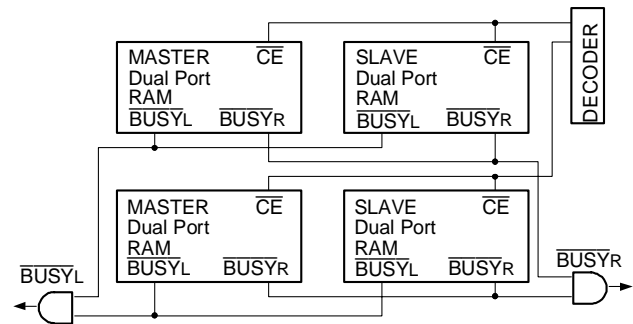 MASTER
Dual Port
RAM
CE
BUSYL
BUSYR
SLAVE
Dual Port
RAM
CE
BUSYL
BUSYR
DECODER
MASTER
Dual Port
RAM
CE
BUSYL
BUSYR
SLAVE
Dual Port
RAM
CE
BUSYL
BUSYR
BUSYL
BUSYR